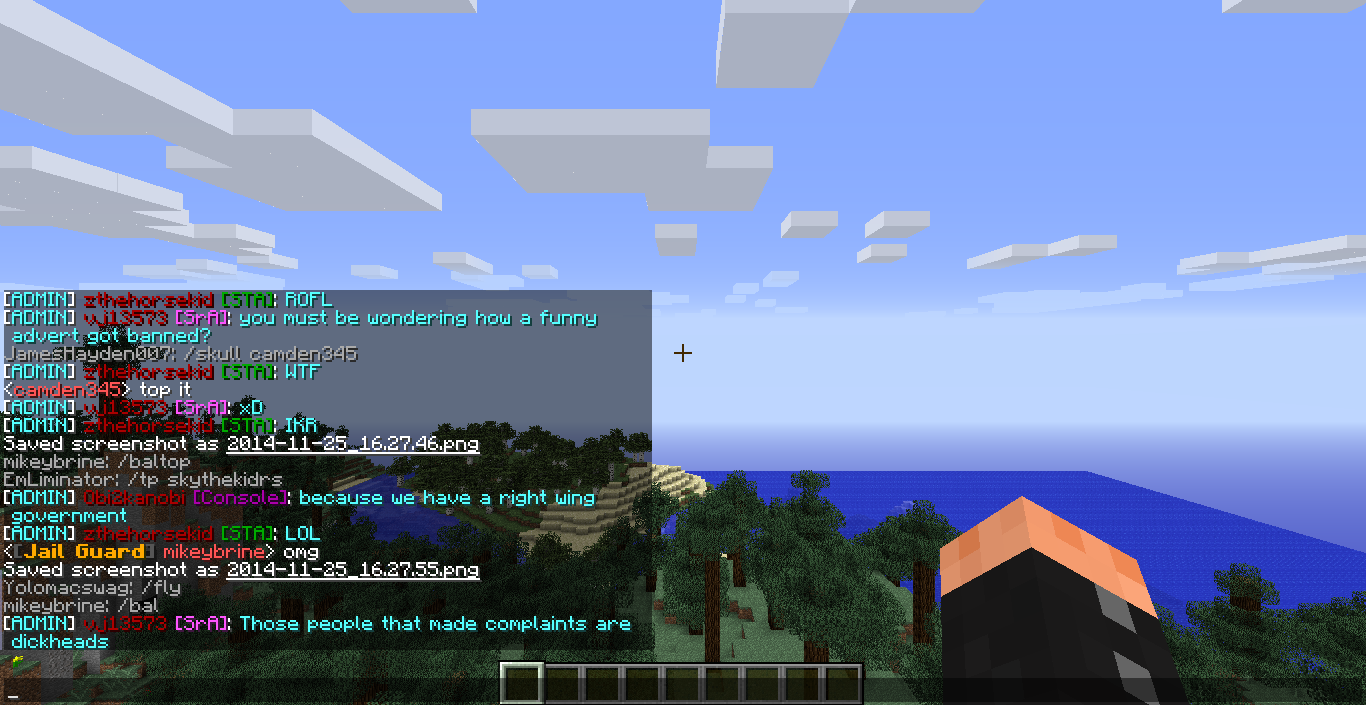 [ADMIN] zthehorsekid [STA]: ROFL
[ADMIN] vj13573 [SrA]: you must be wondering how a funny
advert got banned?
JamesHayden007: /skull camden345
[ADMIN] zthehorsekid [STA]: WTF
<camden345> top it
[ADMIN] vj13573 [SrA]: xD
[ADMIN] zthehorsekid [STA]: IKR
Saved screenshot as 2014-11-25_16.27.46.png
mikeybrine: /baltop
EmLiminator: /tp skythekidrs
[ADMIN] Obi2kanobi [Console]: because we have a right wing
government
[ADMIN] zthehorsekid [STA]: LOL
<[Jail Guard] mikeybrine> omg
Saved screenshot as 2014-11-25_16.27.55.png
Yolomacswag: /fly
mikeybrine: /bal
[ADMIN] vj13573 [SrA]: Those people that made complaints are
dickheads
_